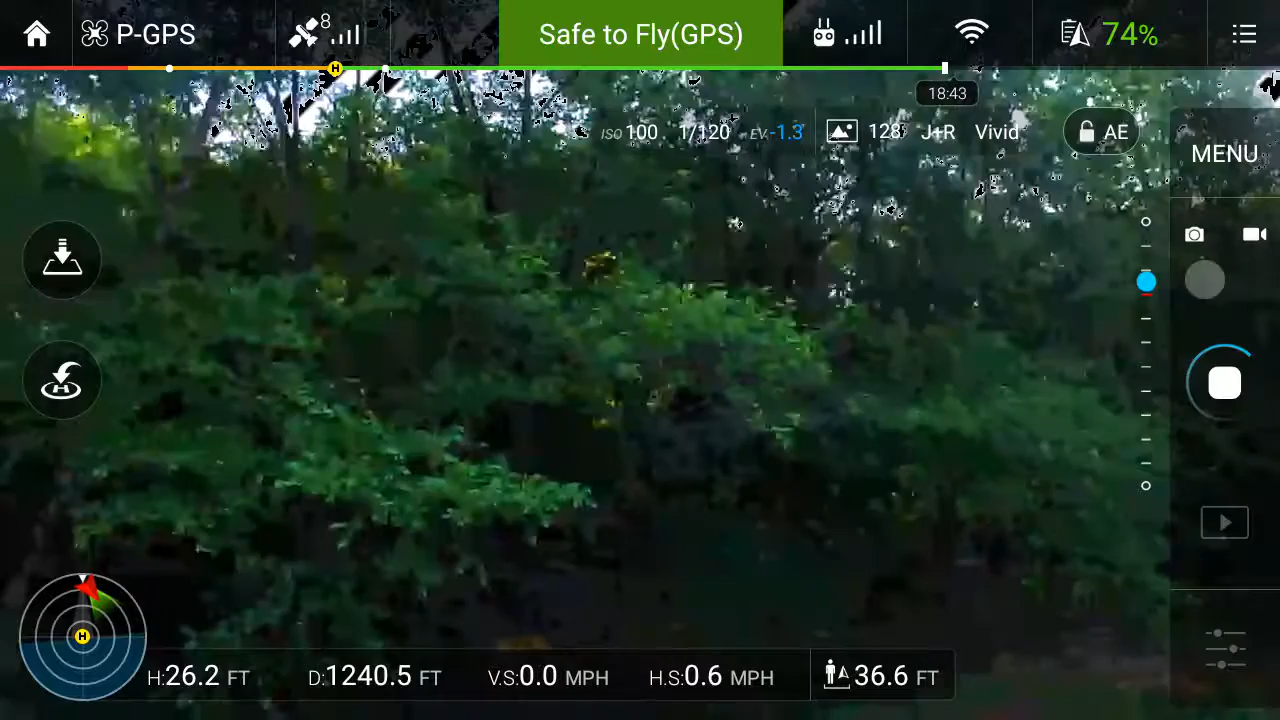 P-GPS
8
Safe to Fly(GPS)
74%
H
18:43
ISO 100 1/120 EV -1.3 128 J+R Vivid
AE
MENU
H
H
H:26.2 FT D:1240.5 FT V.S:0.0 MPH H.S:0.6 MPH 36.6 FT